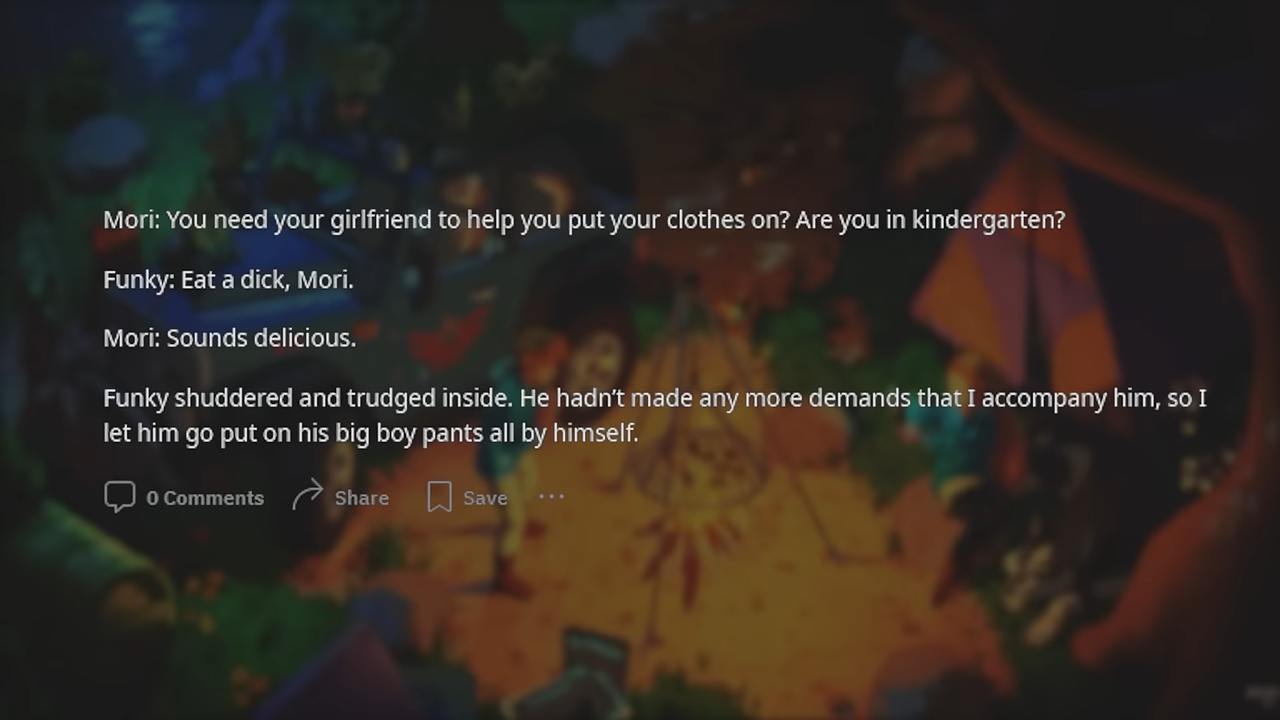 Mori: You need your girlfriend to help you put your clothes on? Are you in kindergarten?
Funky: Eat a dick, Mori.
Mori: Sounds delicious.
Funky shuddered and trudged inside. He hadn’t made any more demands that I accompany him, so I
let him go put on his big boy pants all by himself.
0 Comments Share Save ···